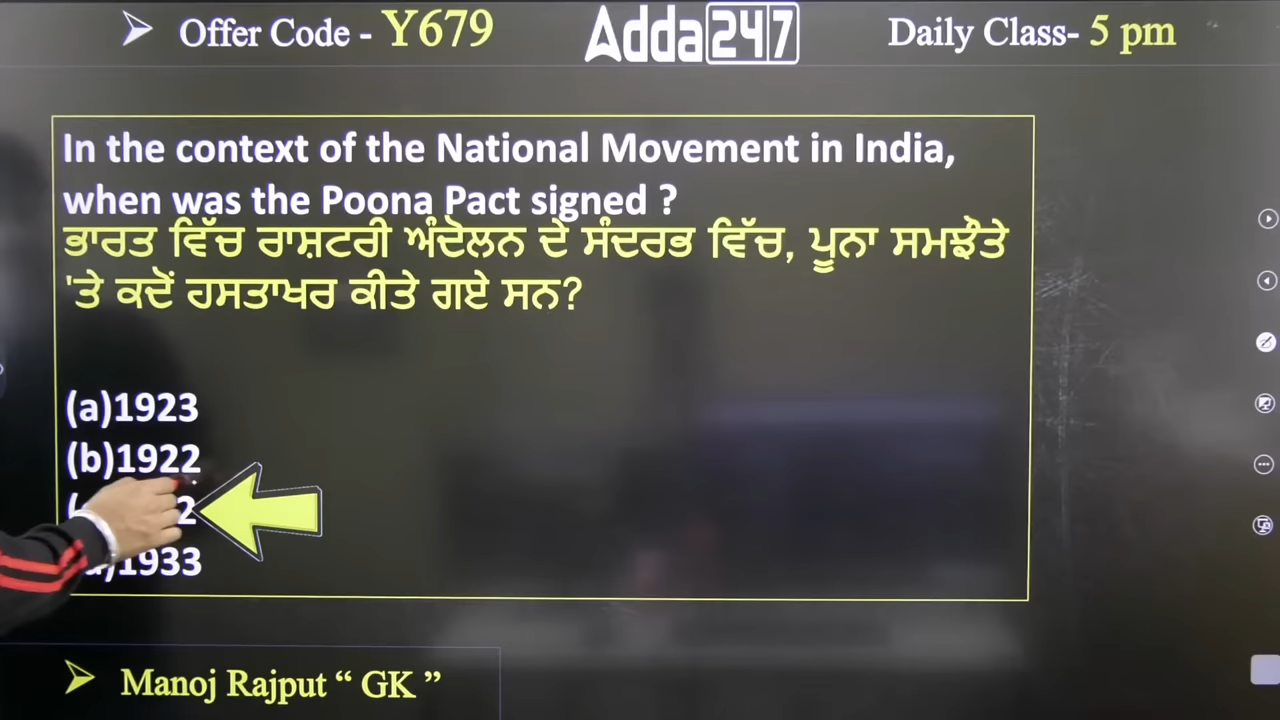 Offer Code - Y679
Adda247
Daily Class- 5 pm
In the context of the National Movement in India,
when was the Poona Pact signed ?
ਭਾਰਤ ਵਿੱਚ ਰਾਸ਼ਟਰੀ ਅੰਦੋਲਨ ਦੇ ਸੰਦਰਭ ਵਿੱਚ, ਪੂਨਾ ਸਮਝੌਤੇ
'ਤੇ ਕਦੋਂ ਹਸਤਾਖਰ ਕੀਤੇ ਗਏ ਸਨ?
(a)1923
(b)1922
2
)1933
Manoj Rajput “ GK ”